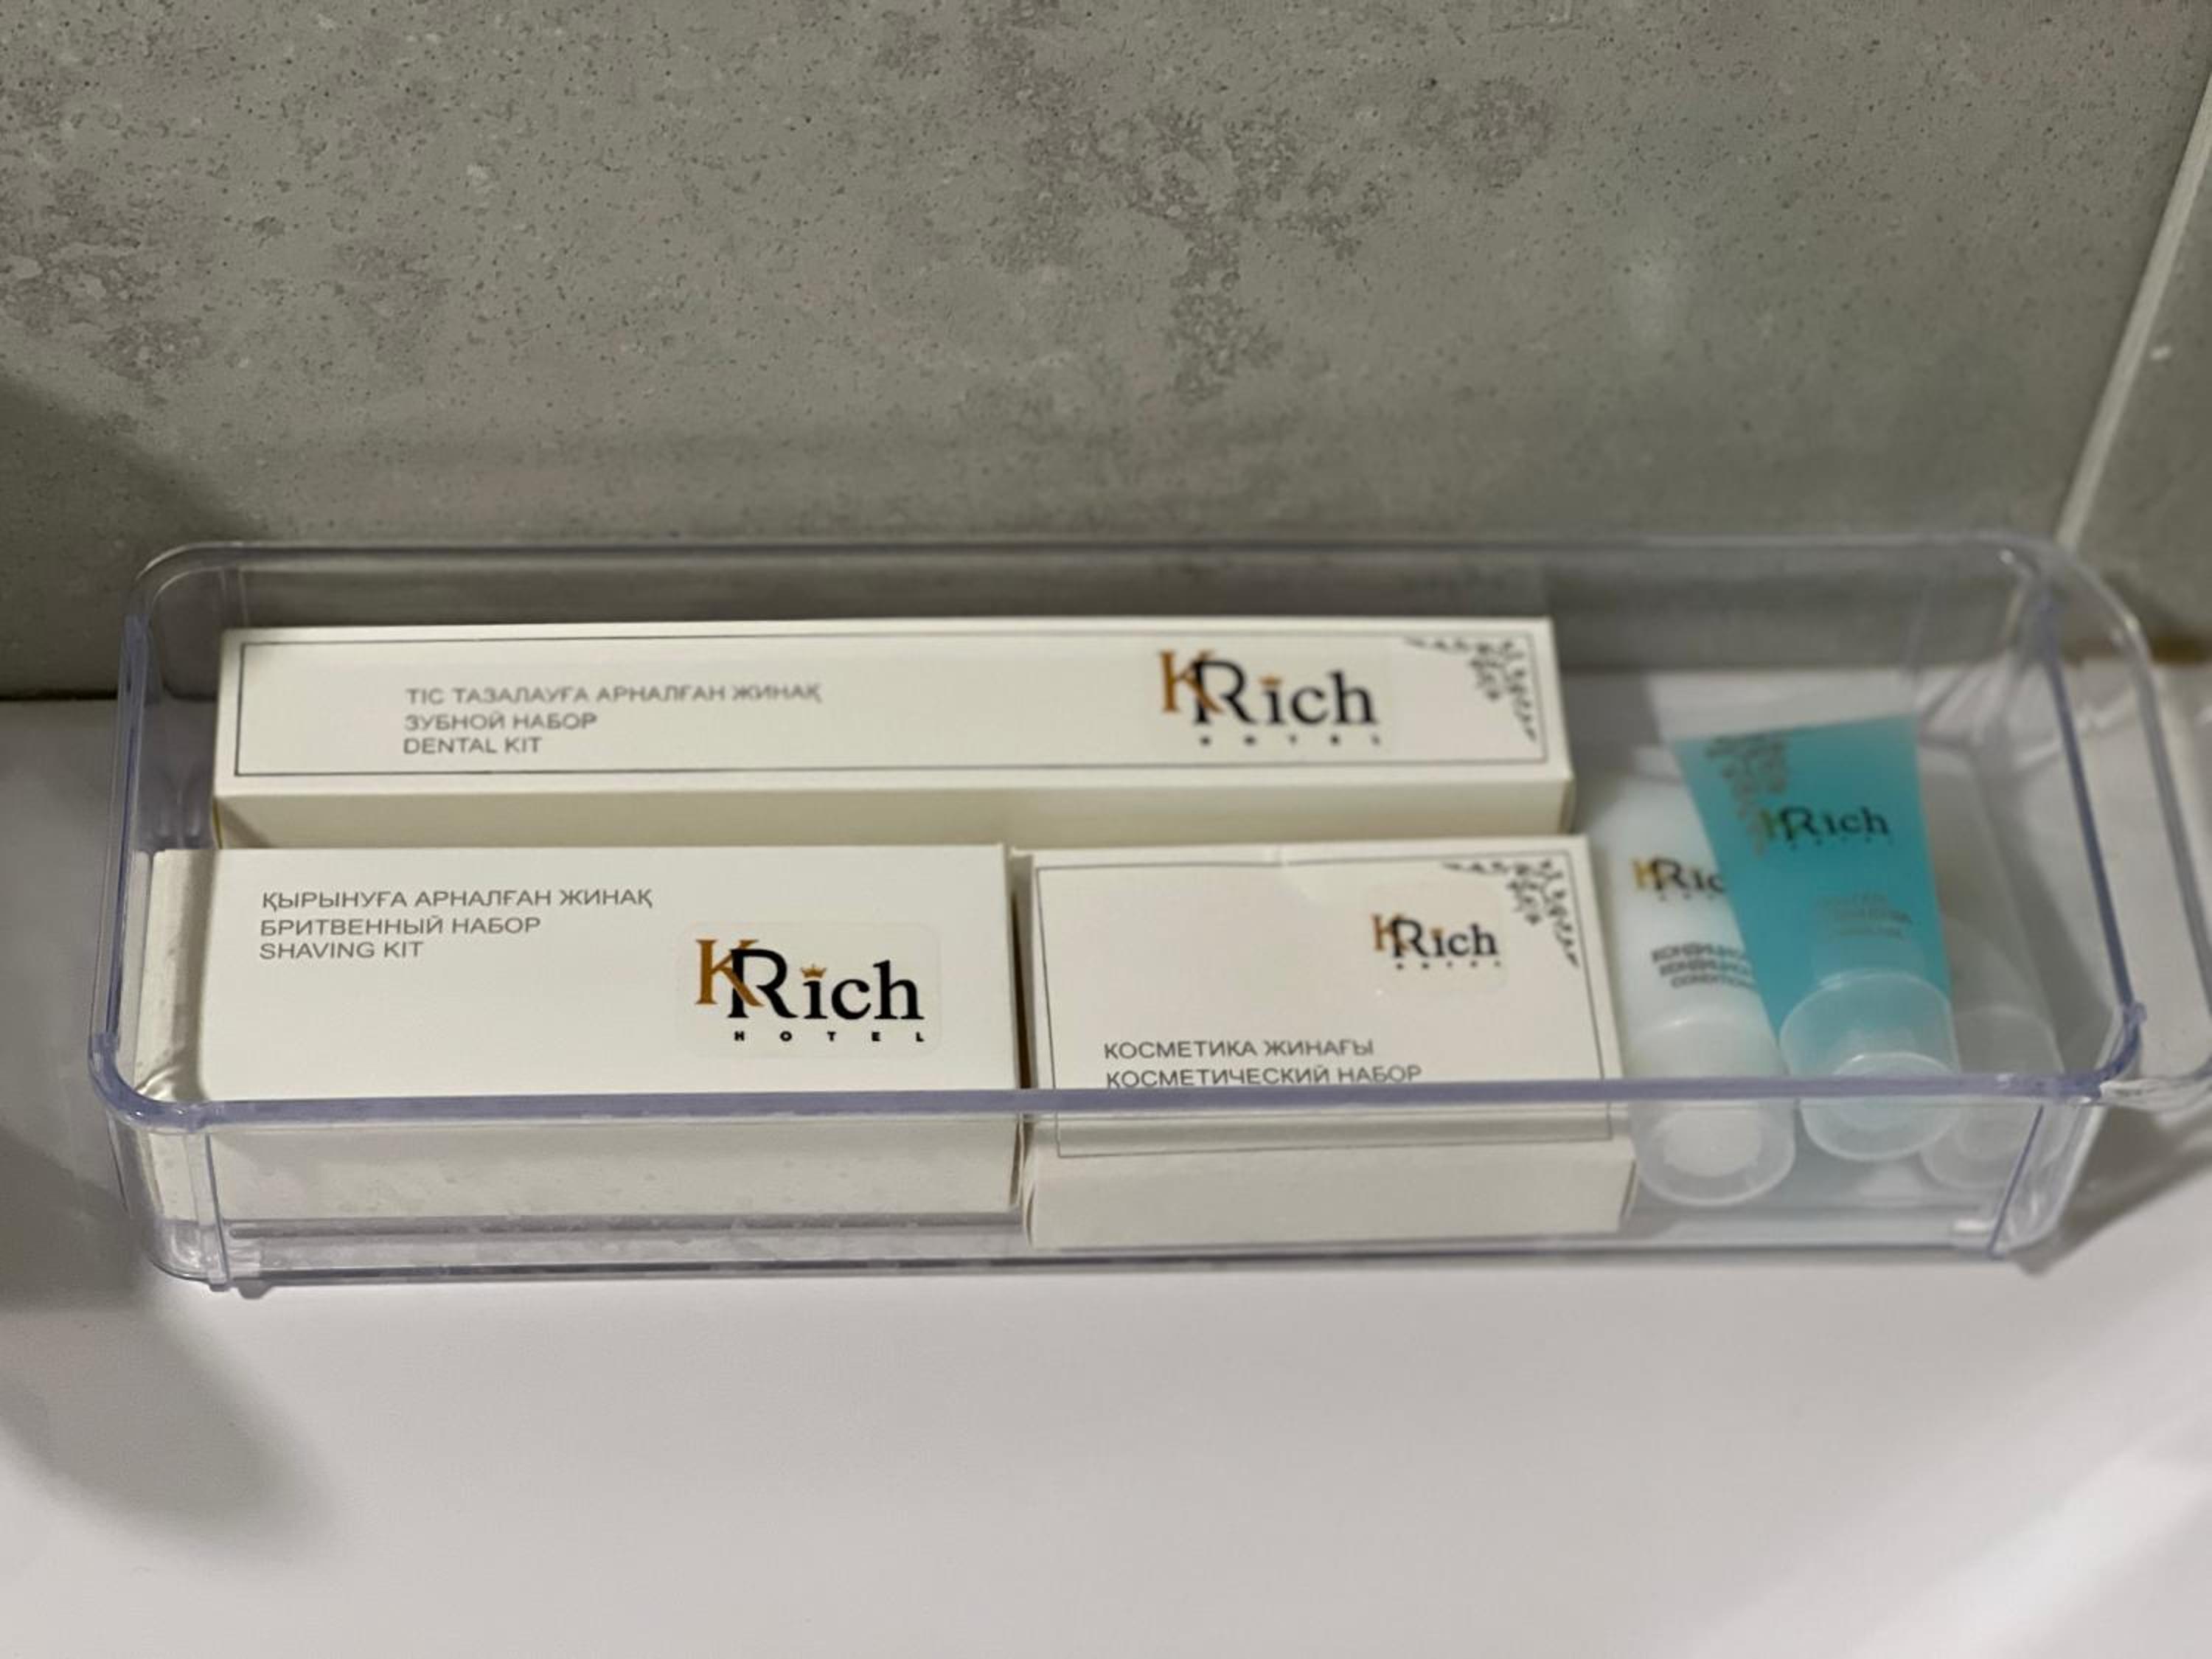 ТІС ТАЗАЛАУҒА АРНАЛҒАН ЖИНАҚ
ЗУБНОЙ НАБОР
DENTAL KIT
KRich
HOTEL
ҚЫРЫНУҒА АРНАЛҒАН ЖИНАҚ
БРИТВЕННЫЙ НАБОР
SHAVING KIT
KRich
HOTEL
KRich
HOTEL
КОСМЕТИКА ЖИНАҒЫ
КОСМЕТИЧЕСКИЙ НАБОР
KRic
KRich